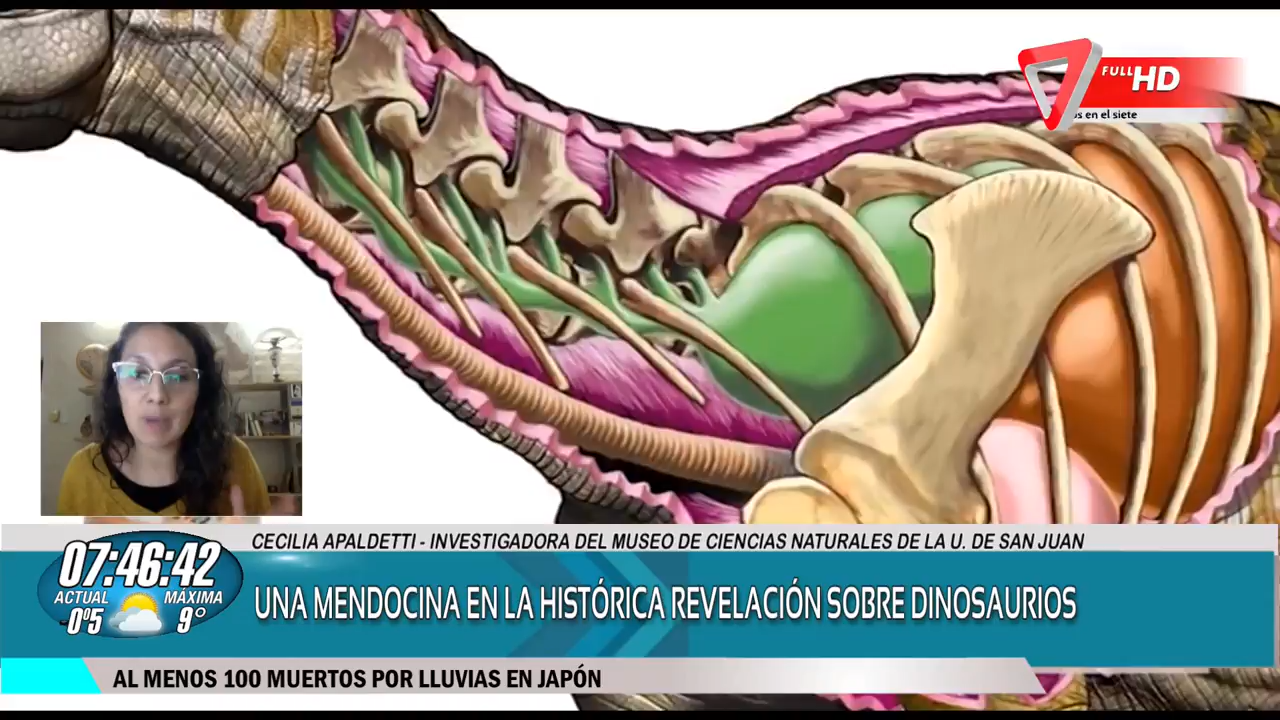 FULL HD
os en el siete
CECILIA APALDETTI - INVESTIGADORA DEL MUSEO DE CIENCIAS NATURALES DE LA U. DE SAN JUAN
07:46:42
ACTUAL MÁXIMA
0º5 9º
UNA MENDOCINA EN LA HISTÓRICA REVELACIÓN SOBRE DINOSAURIOS
AL MENOS 100 MUERTOS POR LLUVIAS EN JAPÓN